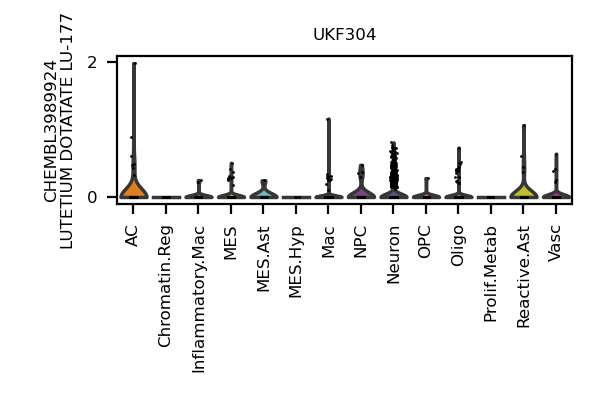 UKF304
CHEMBL3989924
LUTETIUM DOTATATE LU-177
2
0
AC
Chromatin.Reg
Inflammatory.Mac
MES
MES.Ast
MES.Hyp
Mac
NPC
Neuron
OPC
Oligo
Prolif.Metab
Reactive.Ast
Vasc